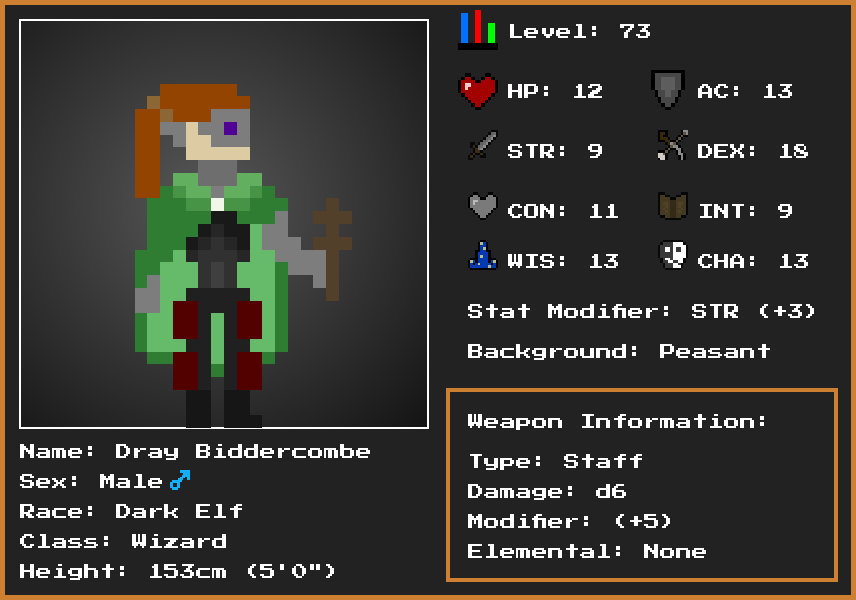 Level: 73
HP: 12 AC: 13
STR: 9 DEX: 18
CON: 11 INT: 9
WIS: 13 CHA: 13
Stat Modifier: STR (+3)
Background: Peasant
Weapon Information:
Type: Staff
Damage: d6
Modifier: (+5)
Elemental: None
Name: Dray Biddercombe
Sex: Male♂
Race: Dark Elf
Class: Wizard
Height: 153cm (5'0")